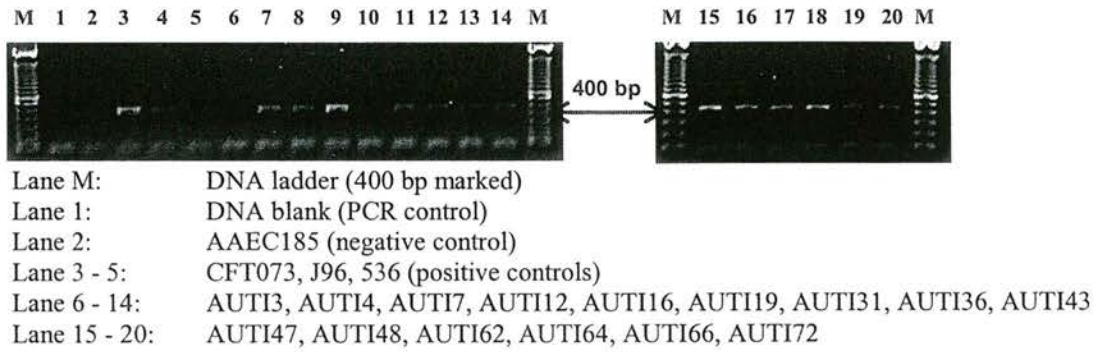 M 1 2 3 4 5 6 7 8 9 10 11 12 13 14 M M 15 16 17 18 19 20 M
400 bp
Lane M: DNA ladder (400 bp marked)
Lane 1: DNA blank (PCR control)
Lane 2: AAEC185 (negative control)
Lane 3 - 5: CFT073, J96, 536 (positive controls)
Lane 6 - 14: AUTI3, AUTI4, AUTI7, AUTI12, AUTI16, AUTI19, AUTI31, AUTI36, AUTI43
Lane 15 - 20: AUTI47, AUTI48, AUTI62, AUTI64, AUTI66, AUTI72